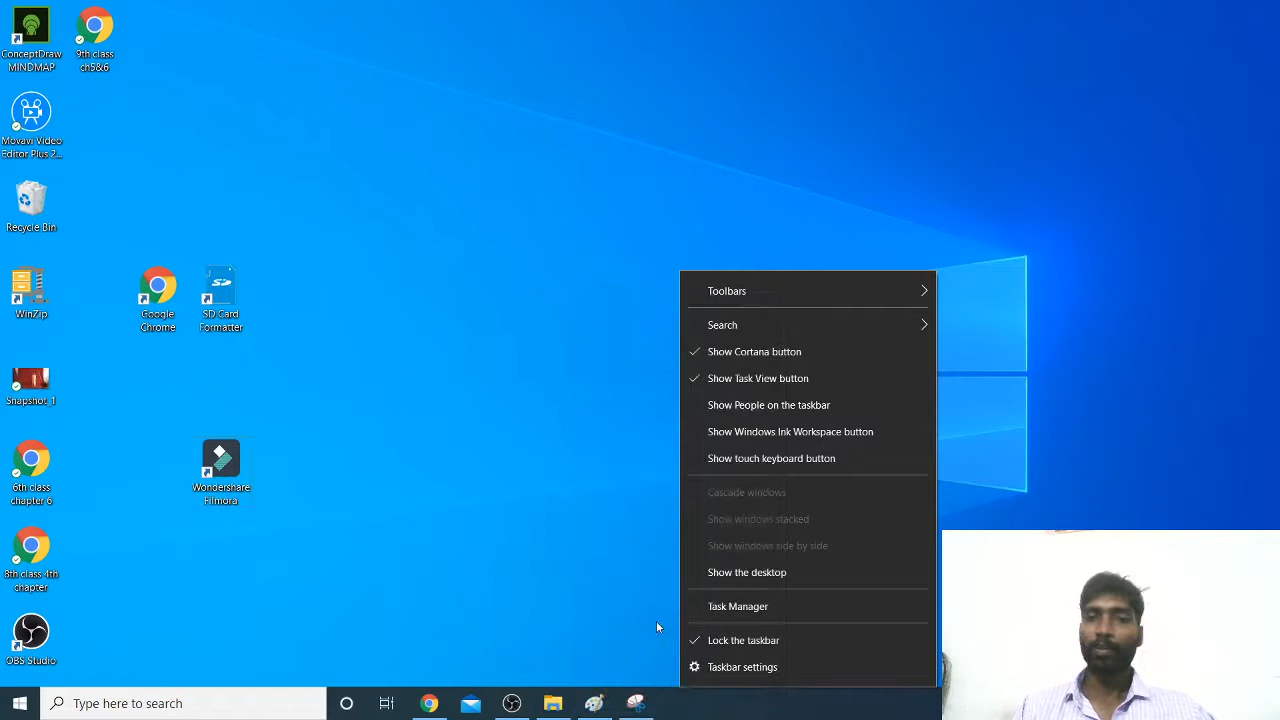 ConceptDraw
MINDMAP
9th class
ch5&6
Movavi Video
Editor Plus 2...
Recycle Bin
WinZip
Google
Chrome
SD
SD Card
Formatter
Snapshot_1
6th class
chapter 6
Wondershare
Filmora
8th class 4th
chapter
OBS Studio
Toolbars
Search
Show Cortana button
Show Task View button
Show People on the taskbar
Show Windows Ink Workspace button
Show touch keyboard button
Cascade windows
Show windows stacked
Show windows side by side
Show the desktop
Task Manager
Lock the taskbar
Taskbar settings
Type here to search